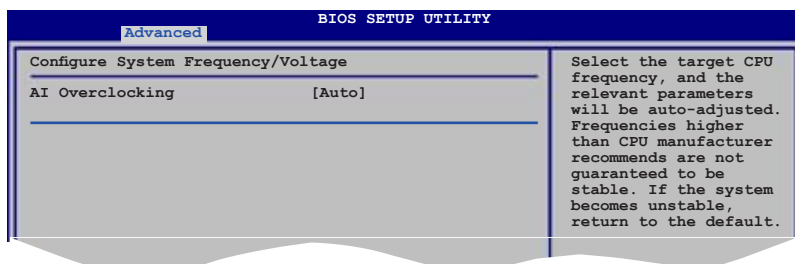 BIOS SETUP UTILITY
Advanced
Configure System Frequency/Voltage
AI Overclocking [Auto]
Select the target CPU
frequency, and the
relevant parameters
will be auto-adjusted.
Frequencies higher
than CPU manufacturer
recommends are not
guaranteed to be
stable. If the system
becomes unstable,
return to the default.